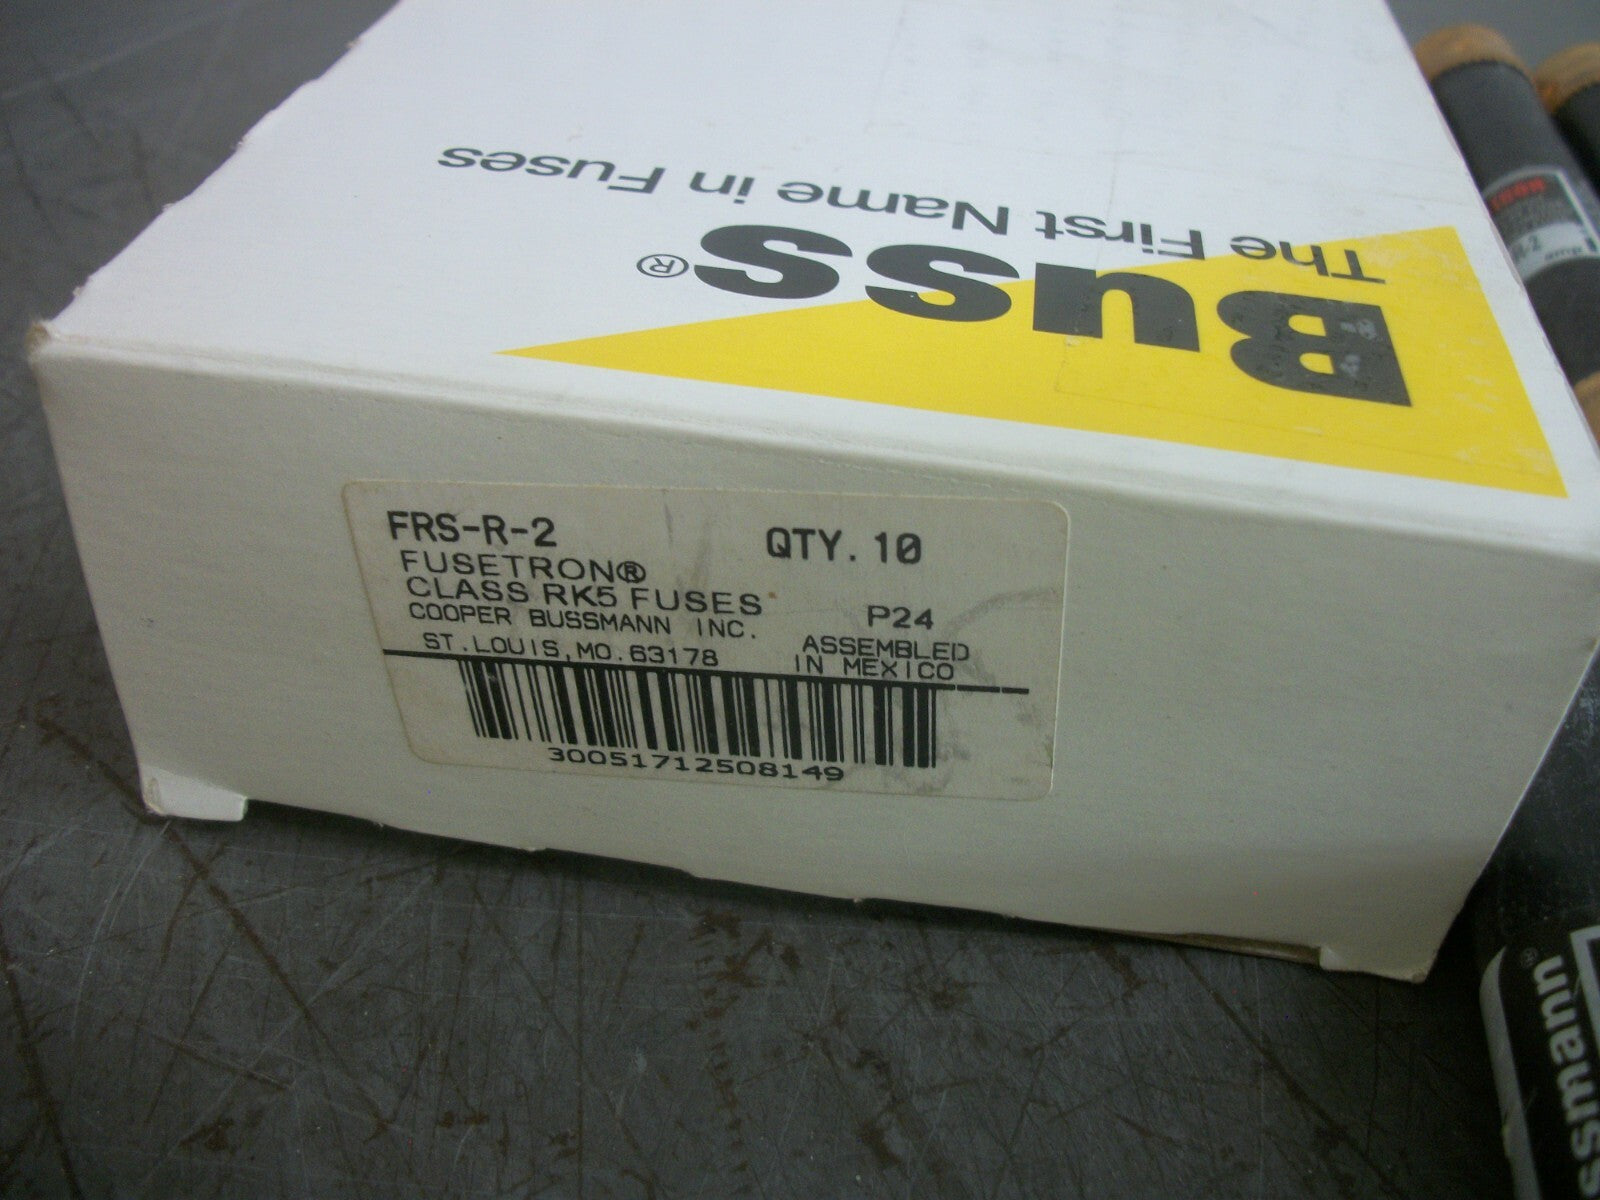 Buss®
The First Name in Fuses
FRS-R-2 QTY. 10
FUSETRON®
CLASS RK5 FUSES
COOPER BUSSMANN INC. P24
ST. LOUIS, MO. 63178 ASSEMBLED
IN MEXICO
30051712508149
ssmann®